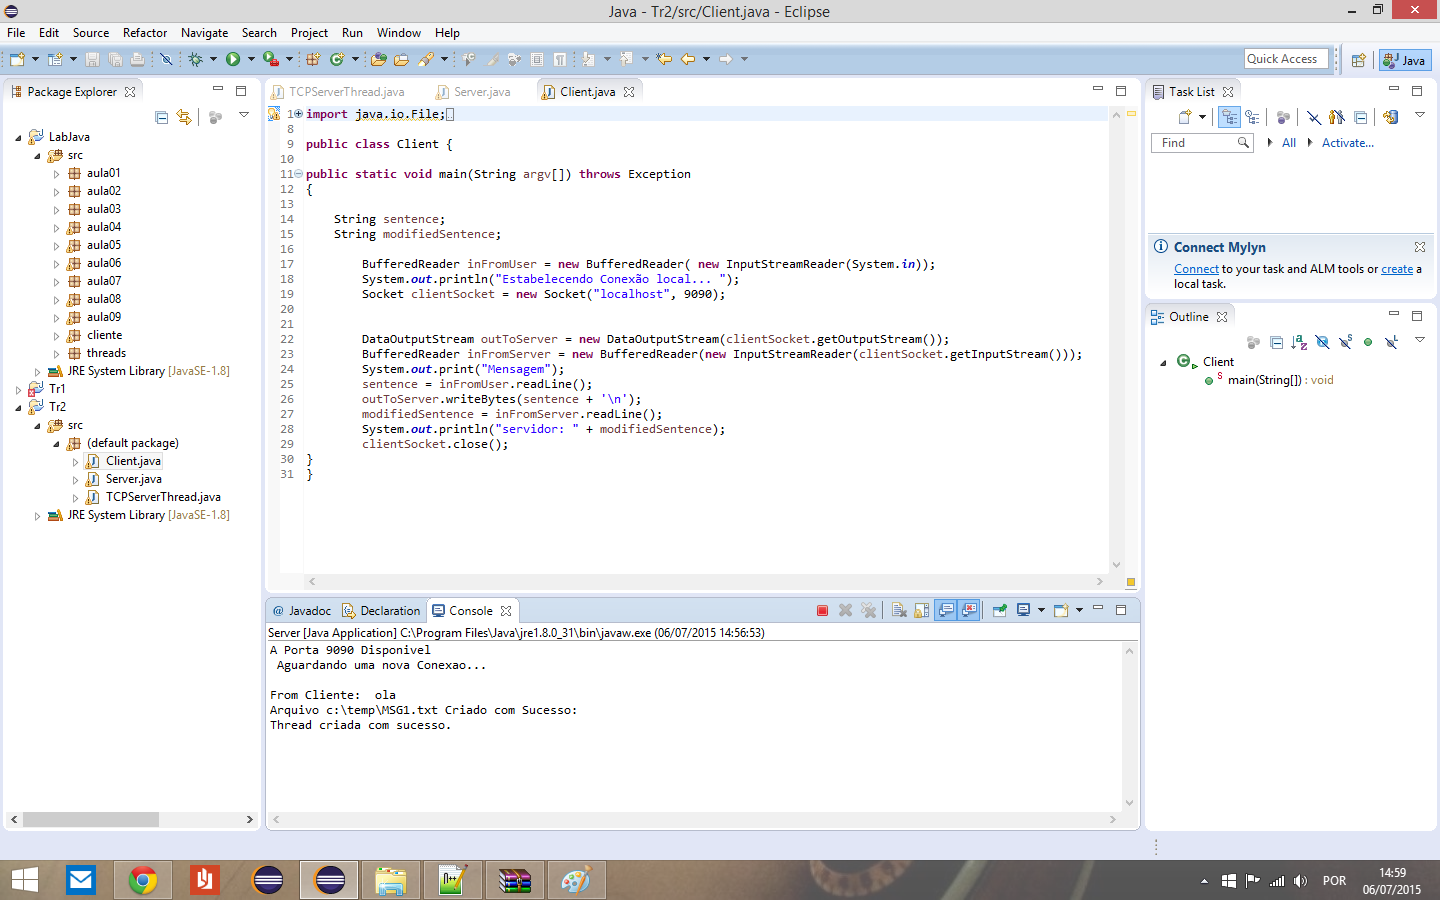 Java - Tr2/src/Client.java - Eclipse
File Edit Source Refactor Navigate Search Project Run Window Help
Quick Access
Java
Package Explorer
LabJava
src
aula01
aula02
aula03
aula04
aula05
aula06
aula07
aula08
aula09
cliente
threads
JRE System Library [JavaSE-1.8]
Tr1
Tr2
src
(default package)
Client.java
Server.java
TCPServerThread.java
JRE System Library [JavaSE-1.8]
TCPServerThread.java Server.java Client.java
1 import java.io.File;
8
9 public class Client {
10
11 public static void main(String argv[]) throws Exception
12 {
13
14 String sentence;
15 String modifiedSentence;
16
17 BufferedReader inFromUser = new BufferedReader( new InputStreamReader(System.in));
18 System.out.println("Estabelecendo Conexão local... ");
19 Socket clientSocket = new Socket("localhost", 9090);
20
21
22 DataOutputStream outToServer = new DataOutputStream(clientSocket.getOutputStream());
23 BufferedReader inFromServer = new BufferedReader(new InputStreamReader(clientSocket.getInputStream()));
24 System.out.print("Mensagem");
25 sentence = inFromUser.readLine();
26 outToServer.writeBytes(sentence + '\n');
27 modifiedSentence = inFromServer.readLine();
28 System.out.println("servidor: " + modifiedSentence);
29 clientSocket.close();
30 }
31 }
Javadoc Declaration Console
Server [Java Application] C:\Program Files\Java\jre1.8.0_31\bin\javaw.exe (06/07/2015 14:56:53)
A Porta 9090 Disponivel
Aguardando uma nova Conexao...
From Cliente: ola
Arquivo c:\temp\MSG1.txt Criado com Sucesso:
Thread criada com sucesso.
Task List
Find All Activate...
Connect Mylyn
Connect to your task and ALM tools or create a
local task.
Outline
Client
main(String[]) : void
POR
14:59
06/07/2015